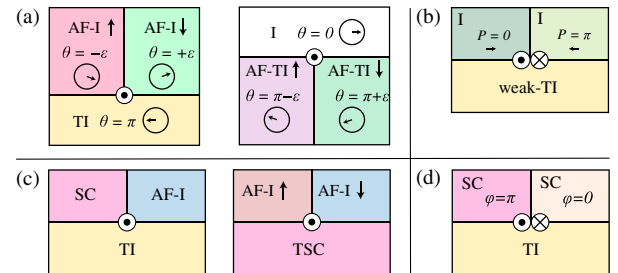 (a)
AF-I AF-I
θ = −ε θ = +ε
TI θ = π
I θ = 0
AF-TI AF-TI
θ = π−ε θ = π+ε
(b)
I I
P = 0 P = π
weak-TI
(c)
SC AF-I
TI
AF-I AF-I
TSC
(d)
SC SC
φ=π φ=0
TI